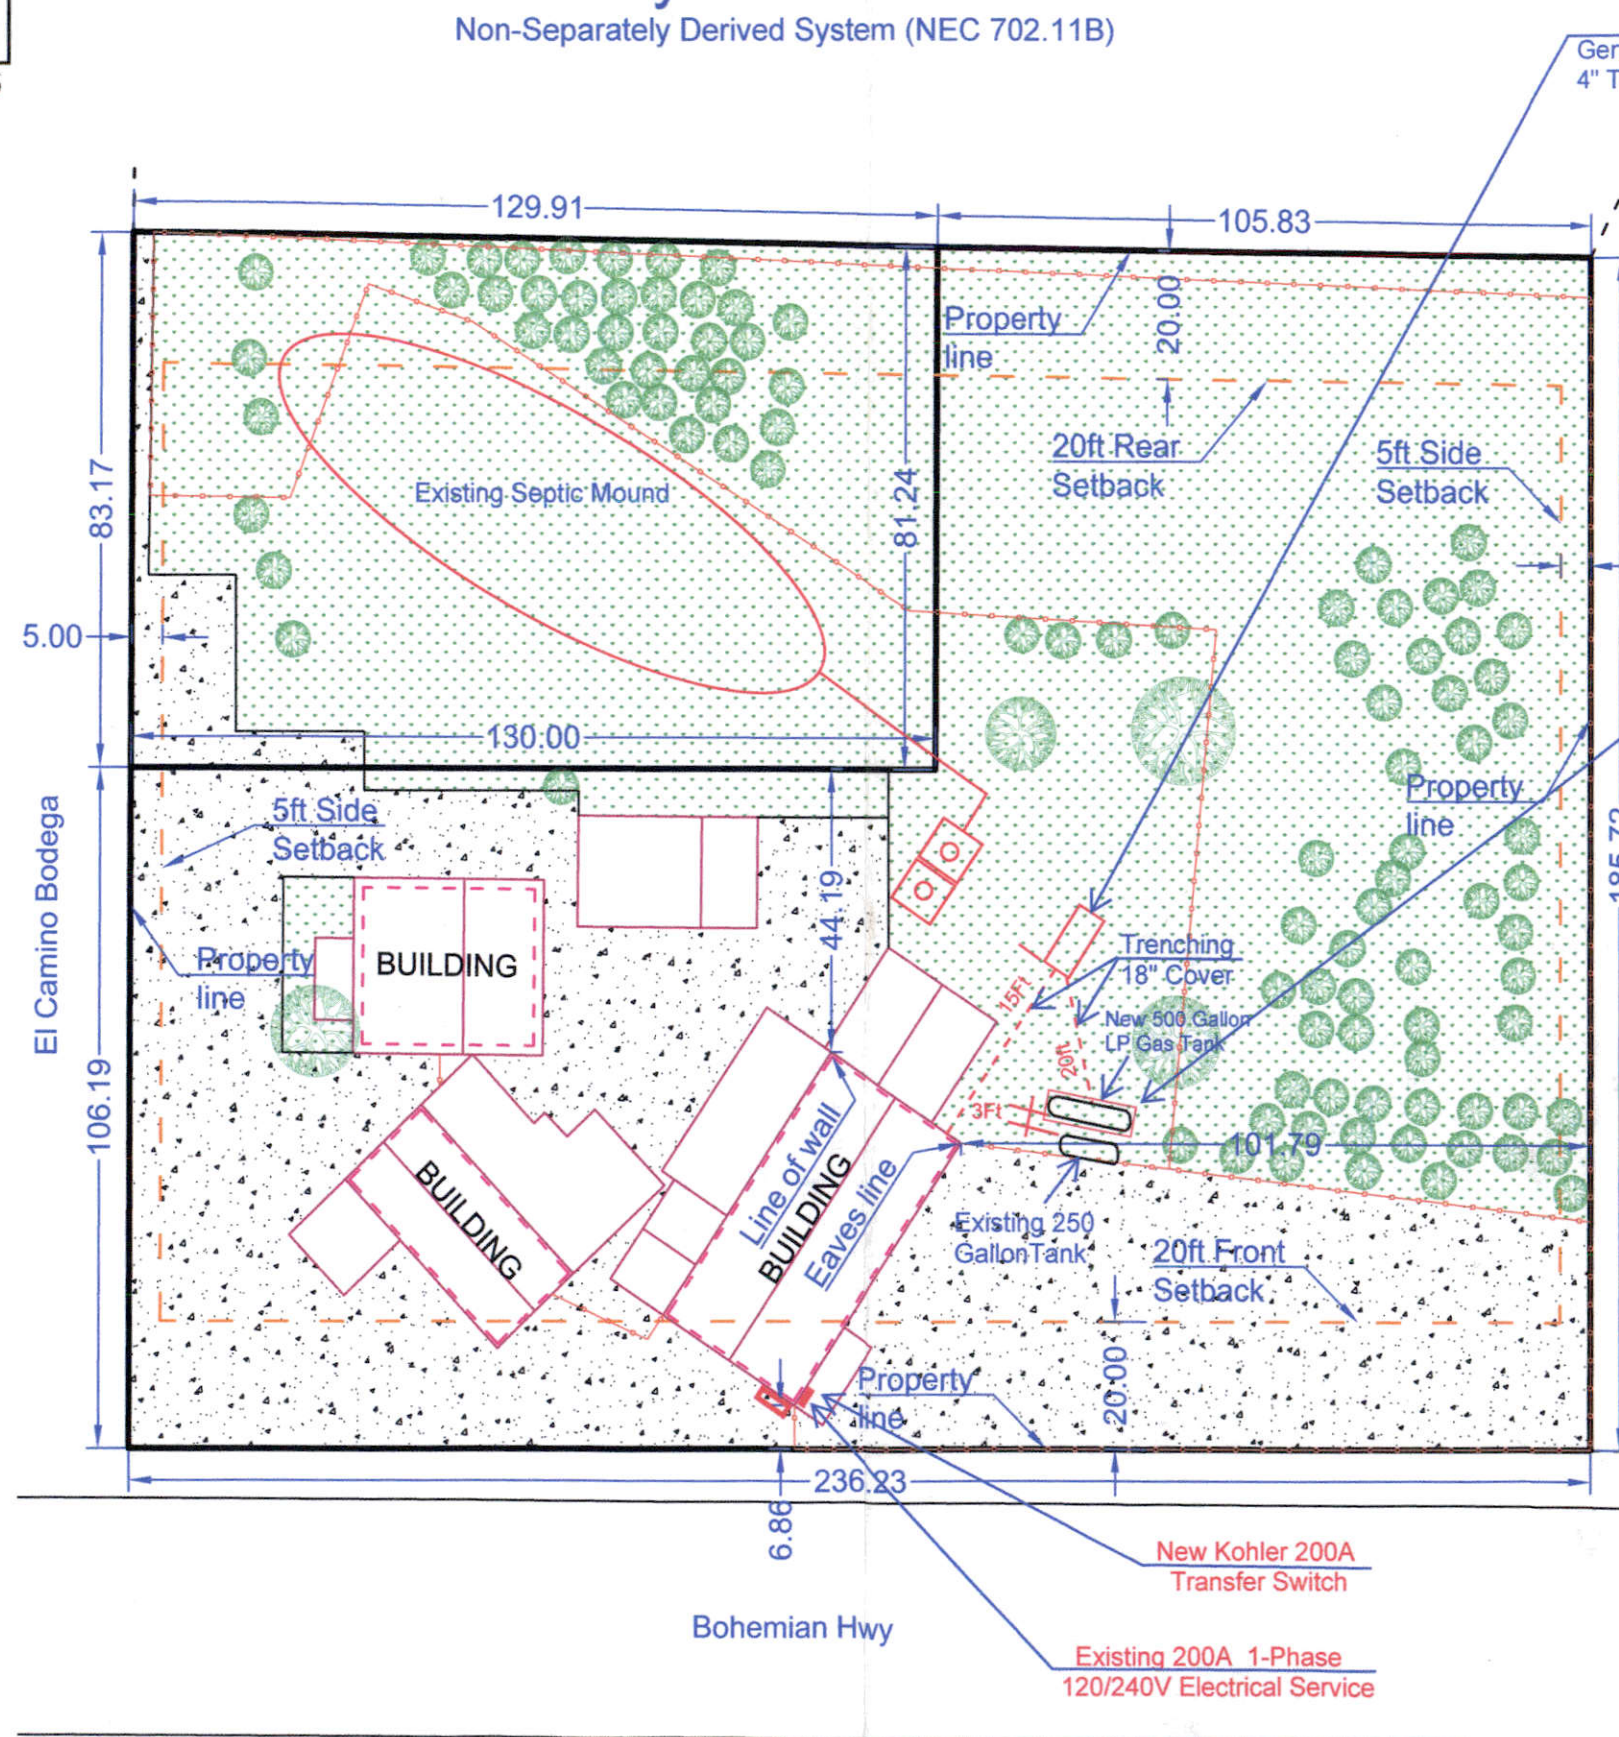 Non-Separately Derived System (NEC 702.11B)
4" T
129.91
105.83
Property
line
20.00
20ft Rear
Setback
5ft Side
Setback
83.17
Existing Septic Mound
81.24
5.00
130.00
Property
line
5ft Side
Setback
El Camino Bodega
44.19
BUILDING
Property
line
Trenching
18" Cover
15Ft
New 500 Gallon
LP Gas Tank
20ft
3Ft
106.19
101.79
Line of wall
BUILDING
Eaves line
BUILDING
Existing 250
GallonTank
20ft Front
Setback
20.00
Property
line
236.23
6.86
New Kohler 200A
Transfer Switch
Bohemian Hwy
Existing 200A 1-Phase
120/240V Electrical Service